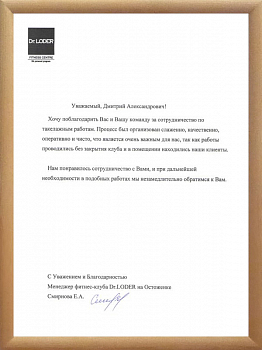 Dr.LODER
FITNESS CENTRE
Уважаемый, Дмитрий Александрович!
Хочу поблагодарить Вас и Вашу команду за сотрудничество по
такелажным работам. Процесс был организован слажено, качественно,
оперативно и чисто, что является очень важным для нас, так как работы
проводились без закрытия клуба и в помещении находились наши клиенты.
Нам понравилось сотрудничество с Вами, и при дальнейшей
необходимости в подобных работах мы незамедлительно обратимся к Вам.
С Уважением и Благодарностью
Менеджер фитнес-клуба Dr.LODER на Остоженке
Смирнова Е.А.